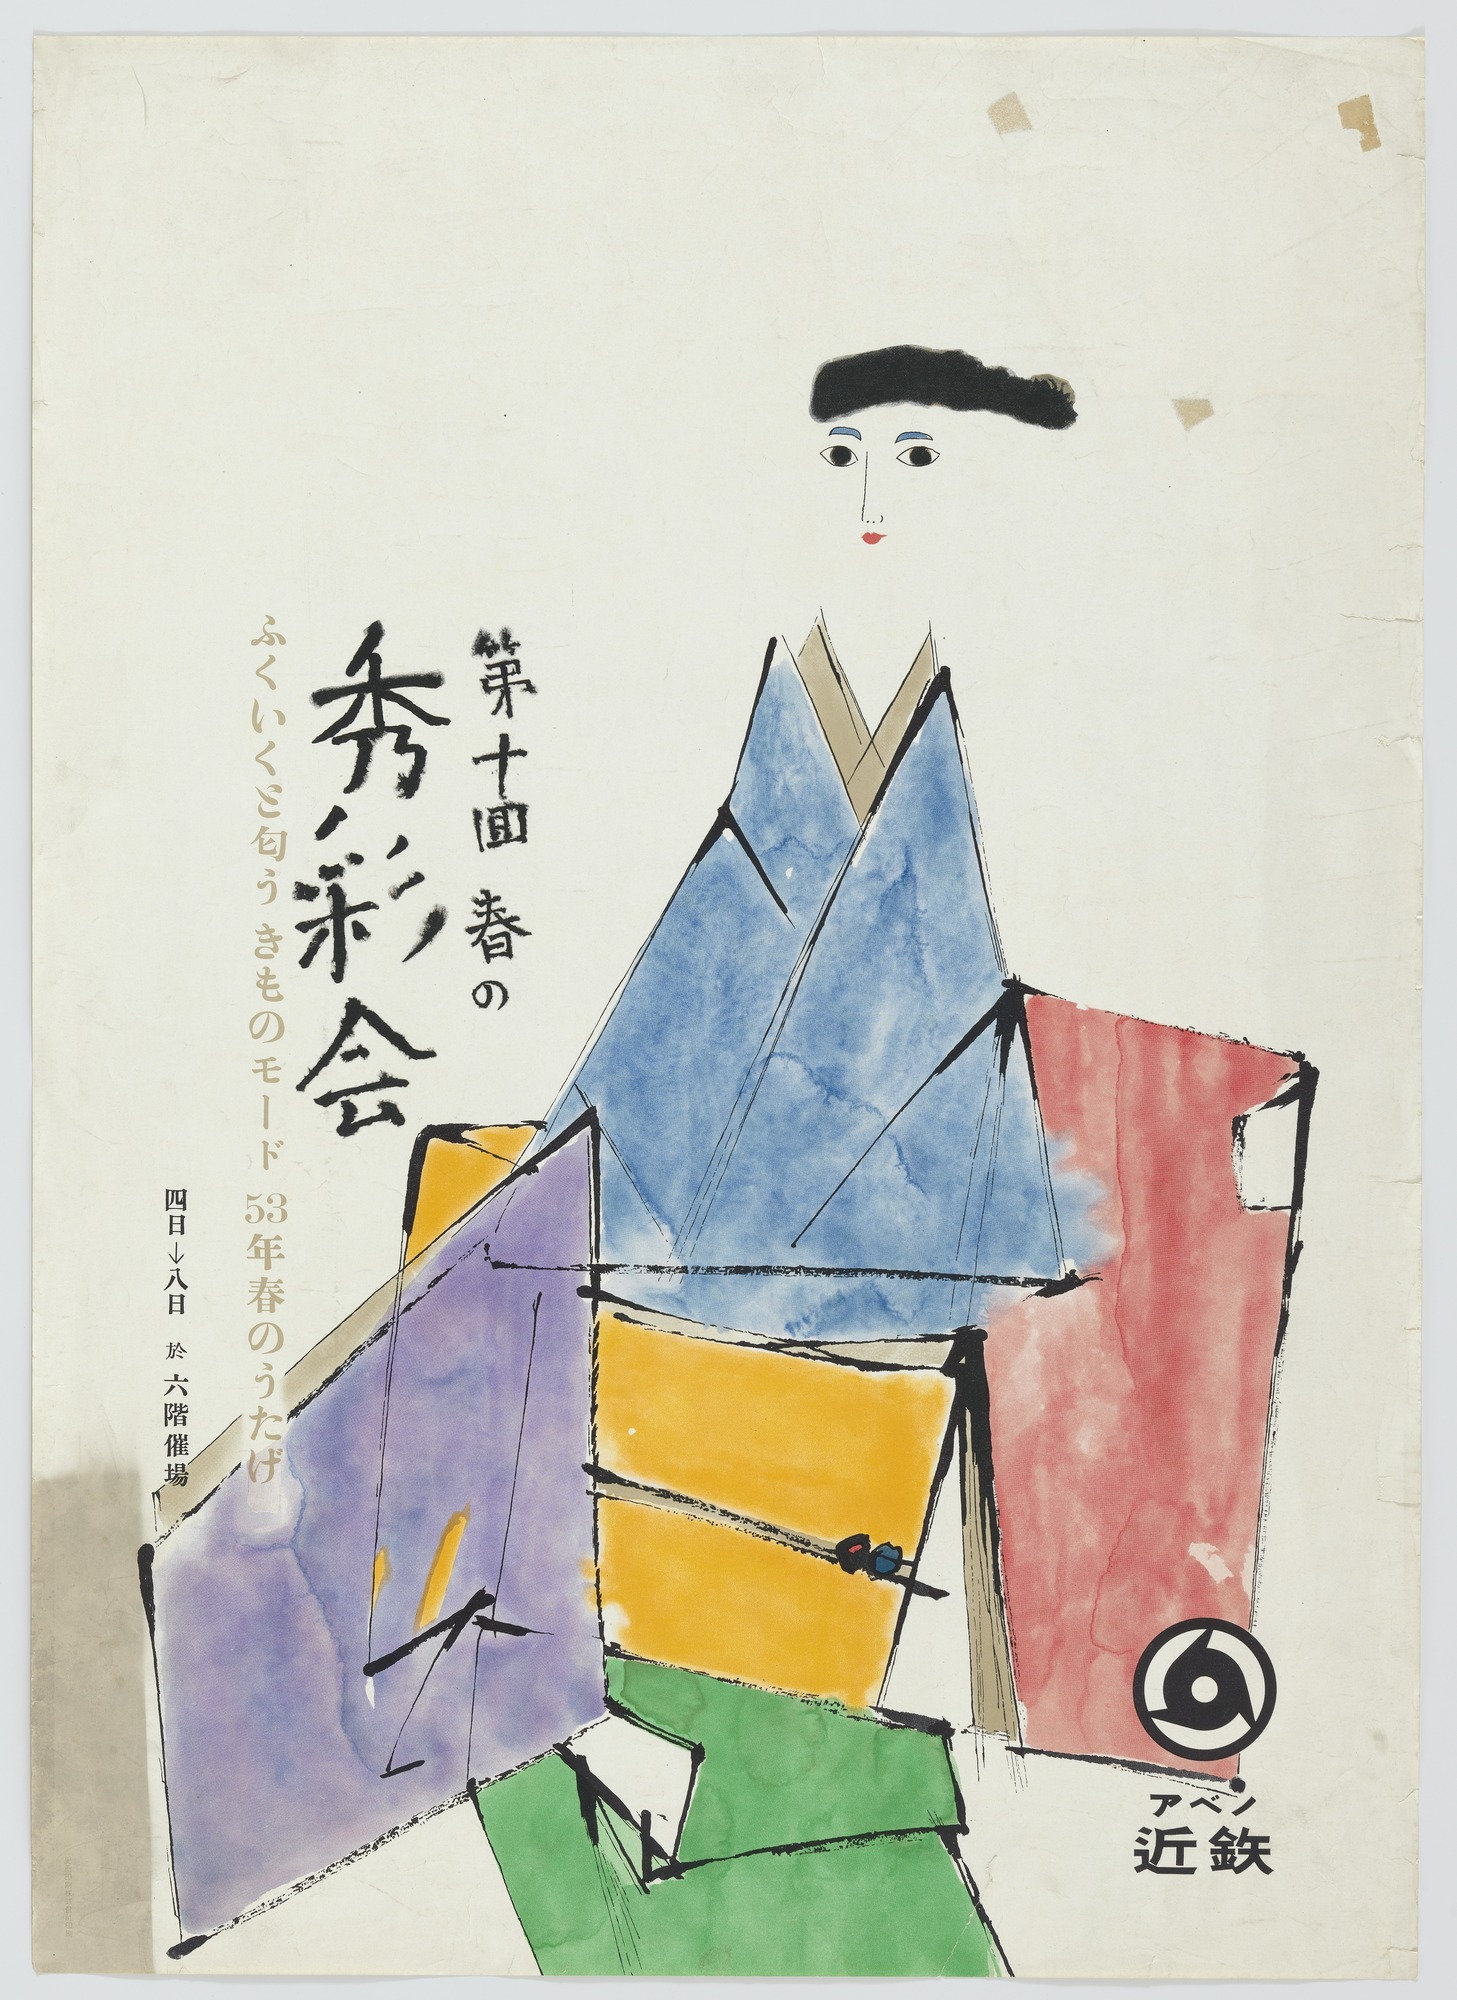 第十回 春の
秀彩会
ふくいくと匂う きものモード 53年春のうたげ
四日→八日 於 六階催場
アベノ
近鉄